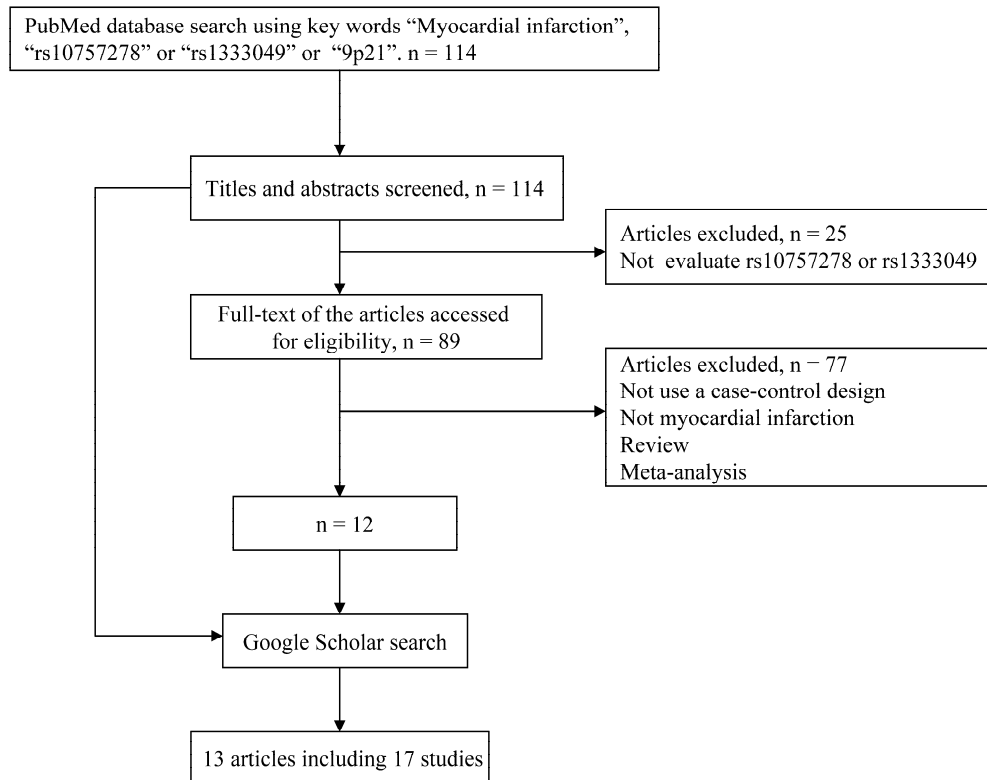 PubMed database search using key words “Myocardial infarction”,
“rs10757278” or “rs1333049” or “9p21”. n = 114
Titles and abstracts screened, n = 114
Articles excluded, n = 25
Not evaluate rs10757278 or rs1333049
Full-text of the articles accessed
for eligibility, n = 89
Articles excluded, n = 77
Not use a case-control design
Not myocardial infarction
Review
Meta-analysis
n = 12
Google Scholar search
13 articles including 17 studies